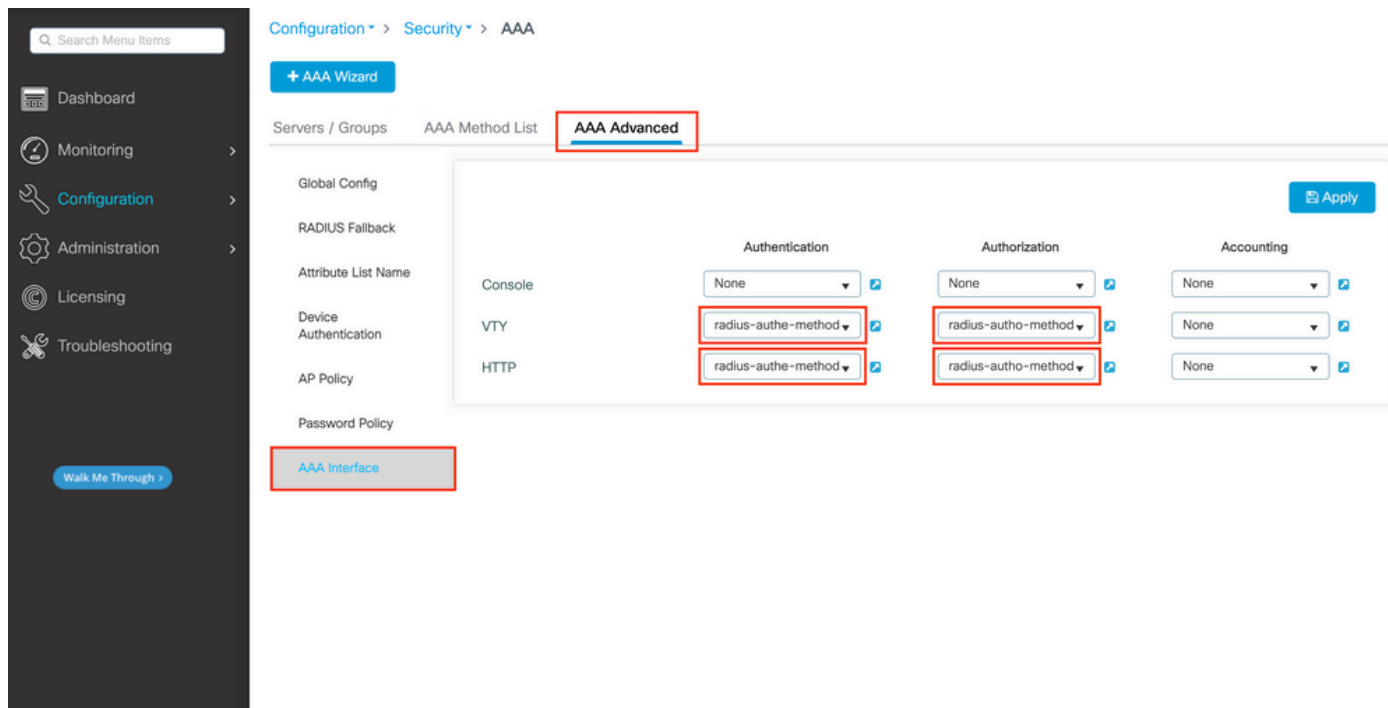 Search Menu Items
Dashboard
Monitoring
Configuration
Administration
Licensing
Troubleshooting
Walk Me Through >
Configuration > Security > AAA
+ AAA Wizard
Servers / Groups AAA Method List AAA Advanced
Global Config
RADIUS Fallback
Attribute List Name
Device
Authentication
AP Policy
Password Policy
AAA Interface
Apply
Authentication Authorization Accounting
Console None None None
VTY radius-authe-method radius-autho-method None
HTTP radius-authe-method radius-autho-method None